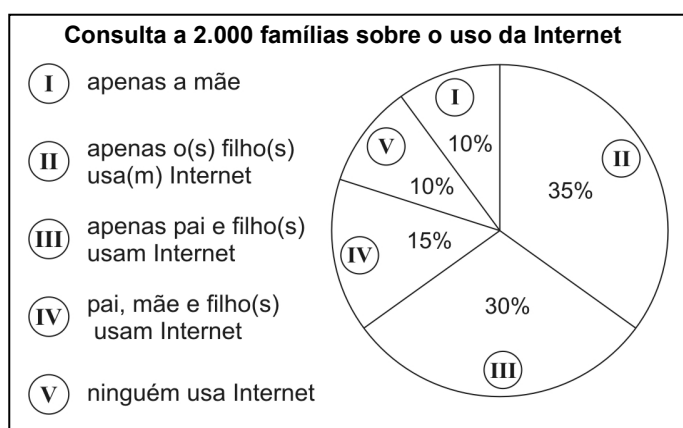 Consulta a 2.000 famílias sobre o uso da Internet
I apenas a mãe
II apenas o(s) filho(s)
usa(m) Internet
III apenas pai e filho(s)
usam Internet
IV pai, mãe e filho(s)
usam Internet
V ninguém usa Internet
I
10%
II
35%
III
30%
IV
15%
V
10%